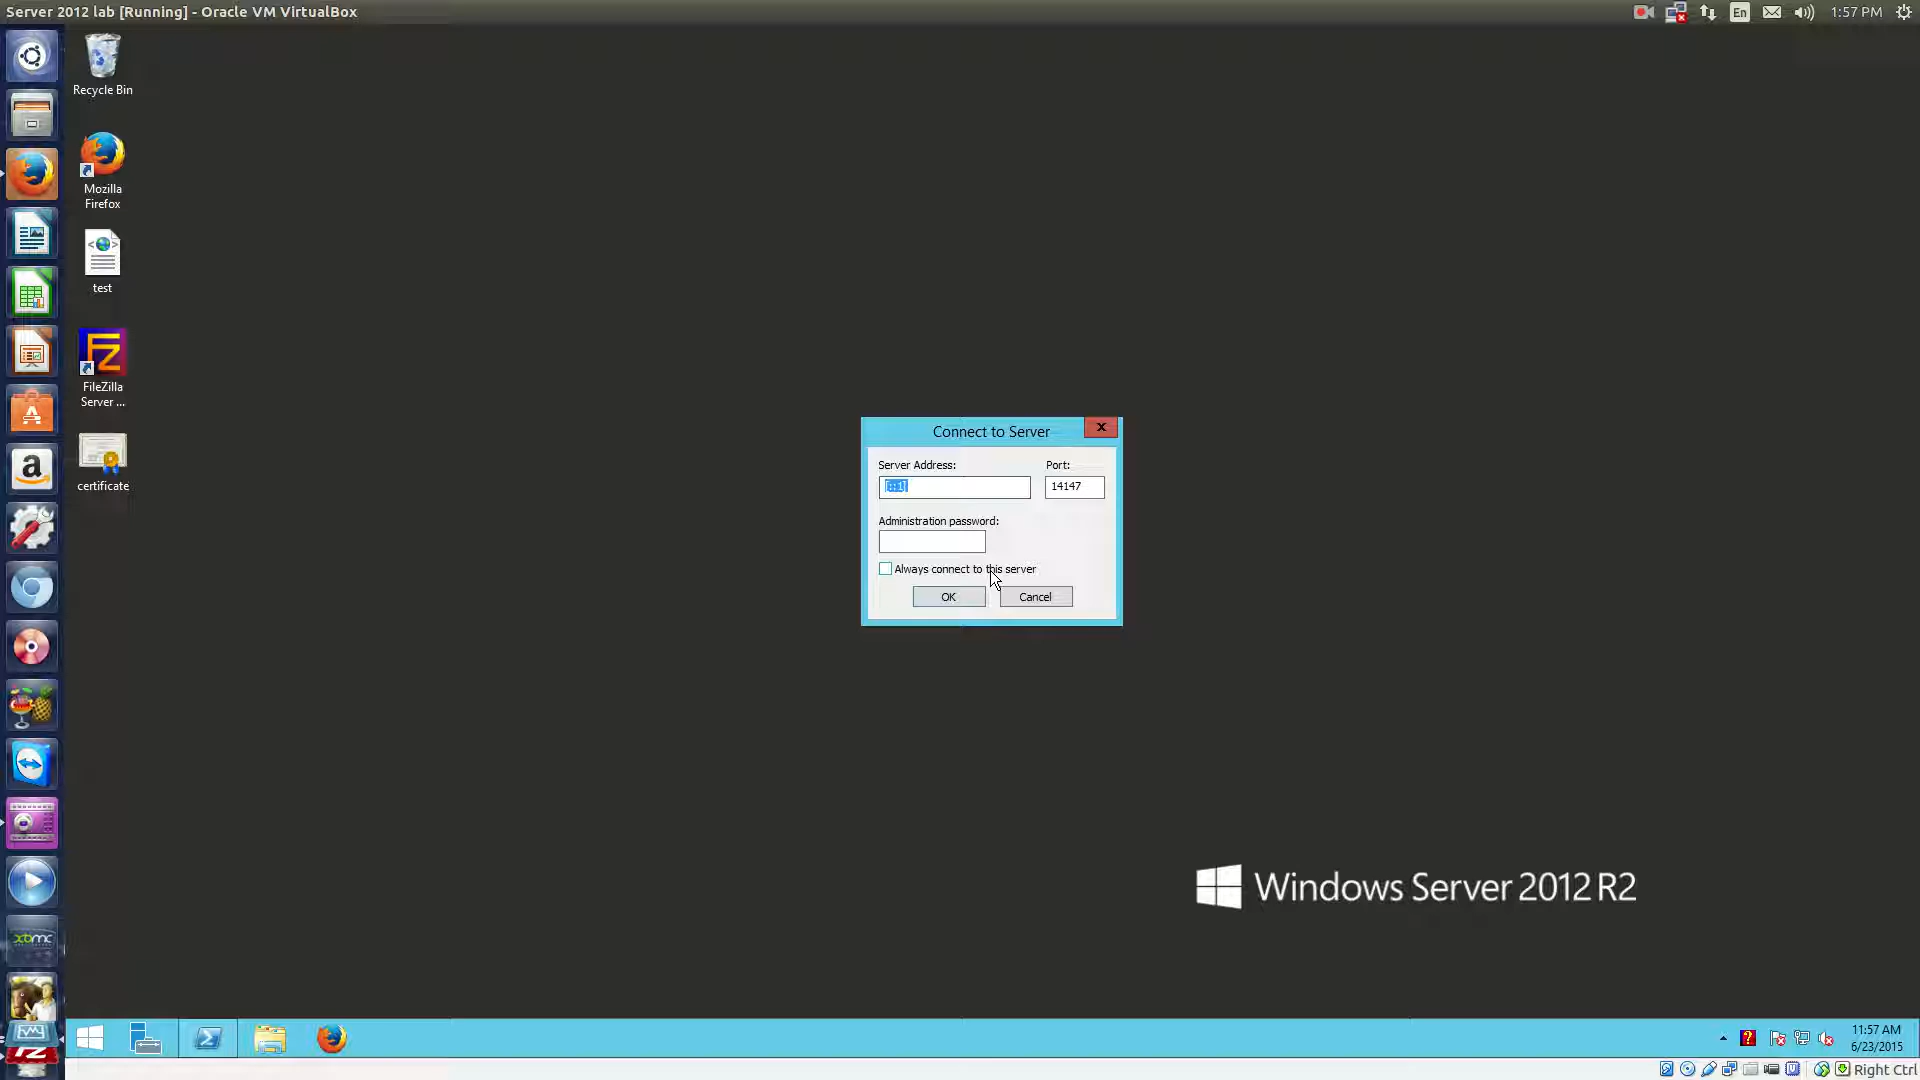 Server 2012 lab [Running] - Oracle VM VirtualBox
En
1:57 PM
Recycle Bin
Mozilla
Firefox
test
FileZilla
Server ...
certificate
Connect to Server
Server Address:
Port:
[::1]
14147
Administration password:
Always connect to this server
OK
Cancel
Windows Server 2012 R2
xbmc
11:57 AM
6/23/2015
Right Ctrl